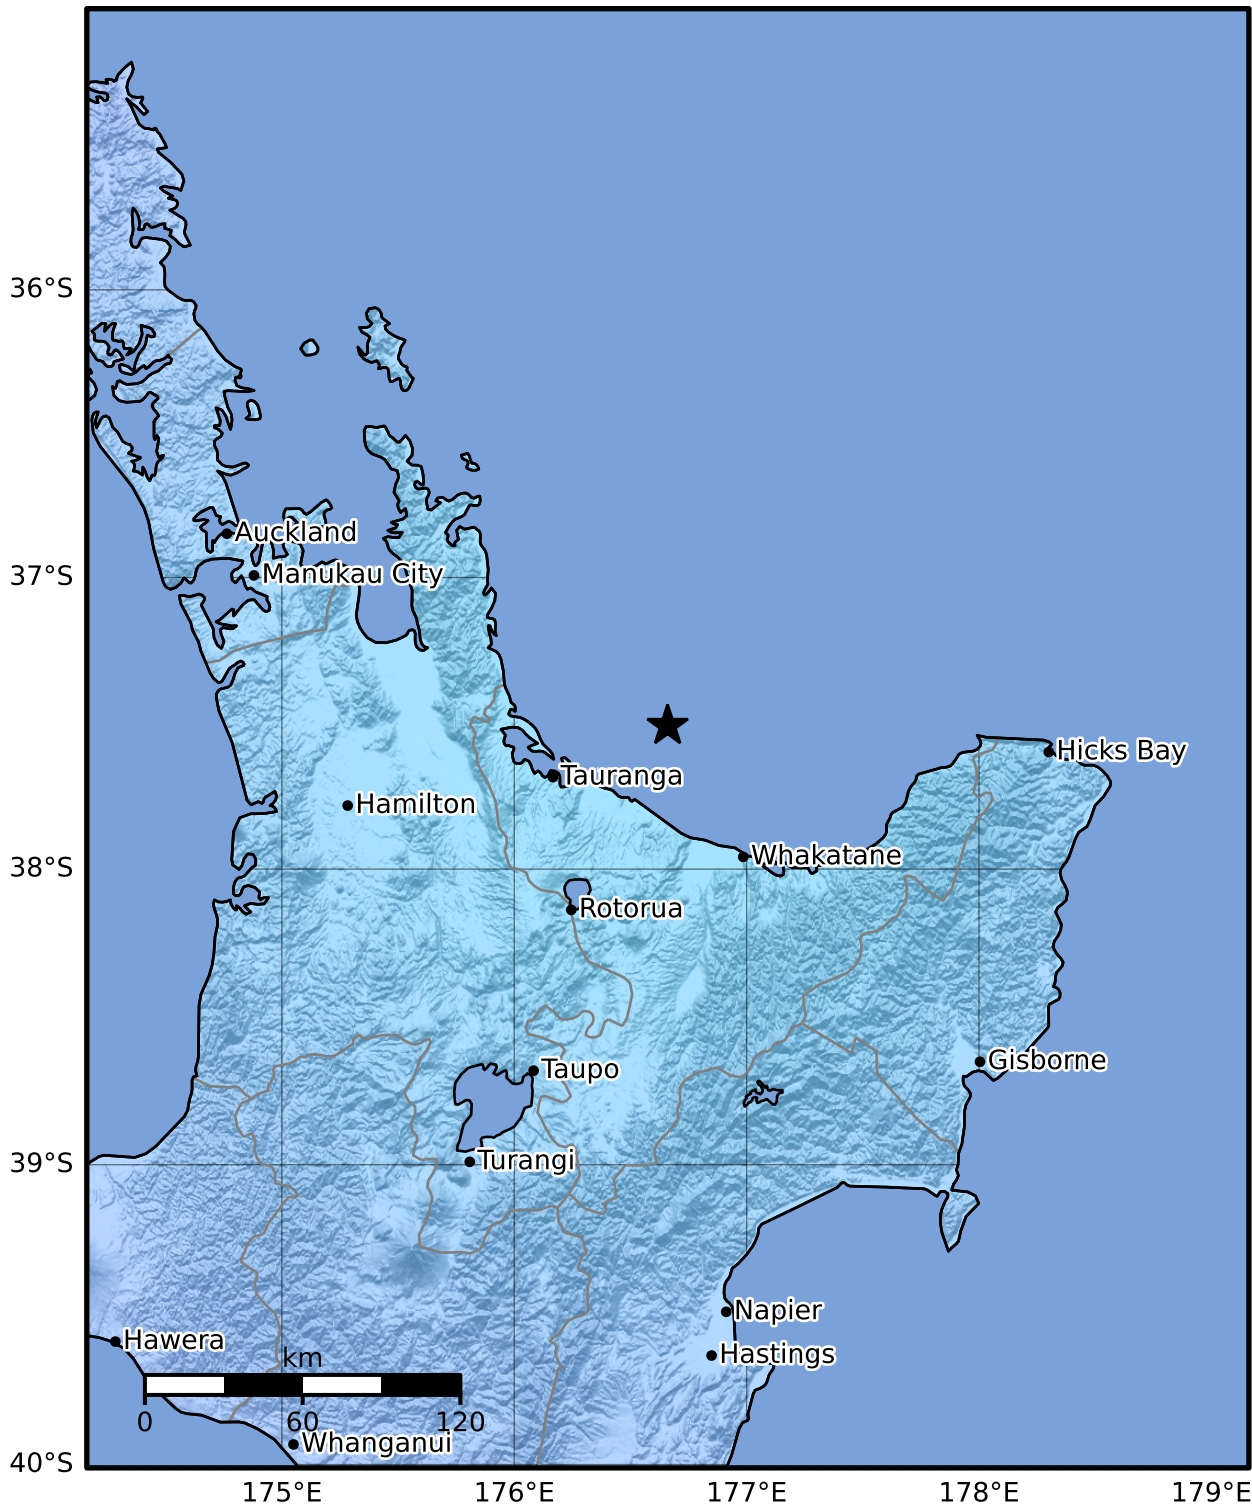 36°S
Auckland
37°S
Manukau City
Hicks Bay
Tauranga
Hamilton
Whakatane
38°S
Rotorua
Gisborne
Taupo
39°S
Turangi
Napier
Hawera
Hastings
km
0
60
120
Whanganui
40°S
175°E
176°E
177°E
178°E
179°E